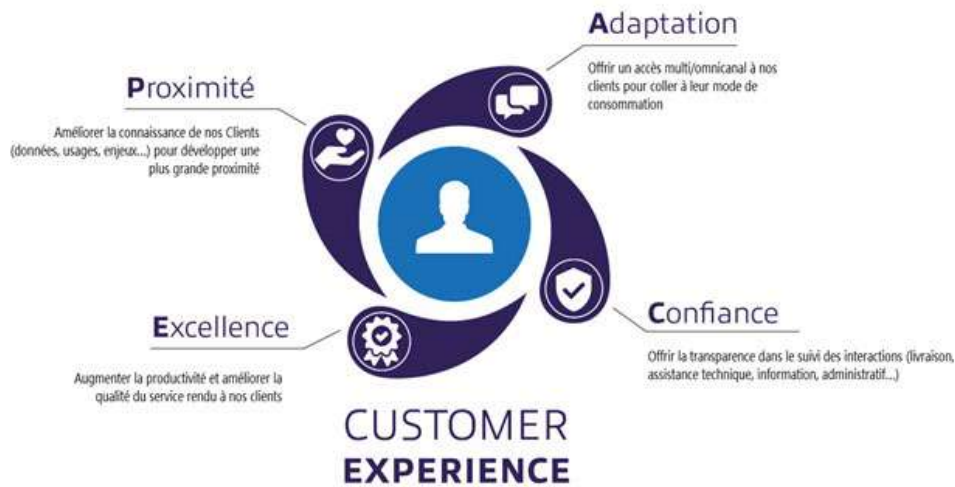 Proximité
Améliorer la connaissance de nos Clients
(données, usages, enjeux...) pour développer une
plus grande proximité
Adaptation
Offrir un accès multi/omnicanal à nos
clients pour coller à leur mode de
consommation
Confiance
Offrir la transparence dans le suivi des interactions (livraison,
assistance technique, information, administratif...)
Excellence
Augmenter la productivité et améliorer la
qualité du service rendu à nos clients
CUSTOMER
EXPERIENCE